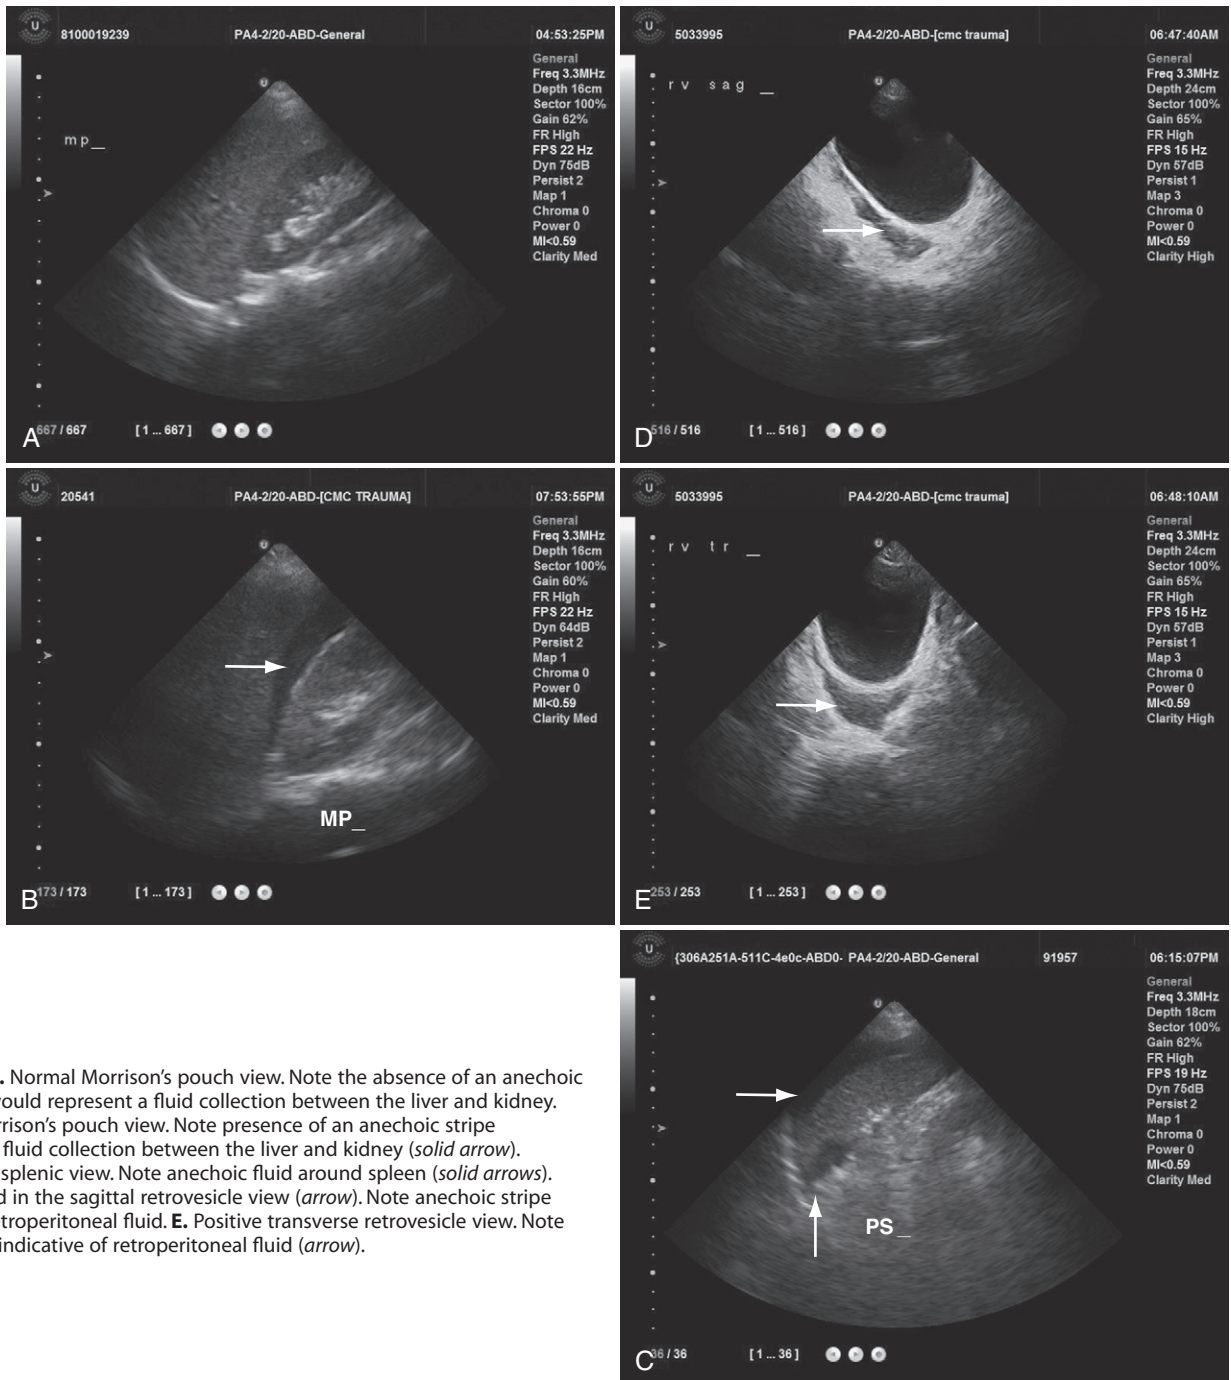 U
8100019239 PA4-2/20-ABD-General 04:53:25PM
General
Freq 3.3MHz
Depth 16cm
Sector 100%
Gain 62%
FR High
FPS 22 Hz
Dyn 75dB
Persist 2
Map 1
Chroma 0
Power 0
MI<0.59
Clarity Med
mp_
U
A 667 / 667 [ 1 ... 667 ]
U
20541 PA4-2/20-ABD-[CMC TRAUMA] 07:53:55PM
General
Freq 3.3MHz
Depth 16cm
Sector 100%
Gain 60%
FR High
FPS 22 Hz
Dyn 64dB
Persist 2
Map 1
Chroma 0
Power 0
MI<0.59
Clarity Med
MP_
B 173 / 173 [ 1 ... 173 ]
. Normal Morrison's pouch view. Note the absence of an anechoic
would represent a fluid collection between the liver and kidney.
rrison's pouch view. Note presence of an anechoic stripe
fluid collection between the liver and kidney (solid arrow).
splenic view. Note anechoic fluid around spleen (solid arrows).
d in the sagittal retrovesicle view (arrow). Note anechoic stripe
troperitoneal fluid. E. Positive transverse retrovesicle view. Note
indicative of retroperitoneal fluid (arrow).
U
5033995 PA4-2/20-ABD-[cmc trauma] 06:47:40AM
General
Freq 3.3MHz
Depth 24cm
Sector 100%
Gain 65%
FR High
FPS 15 Hz
Dyn 57dB
Persist 1
Map 3
Chroma 0
Power 0
MI<0.59
Clarity High
rv sag _
D 516 / 516 [ 1 ... 516 ]
U
5033995 PA4-2/20-ABD-[cmc trauma] 06:48:10AM
General
Freq 3.3MHz
Depth 24cm
Sector 100%
Gain 65%
FR High
FPS 15 Hz
Dyn 57dB
Persist 1
Map 3
Chroma 0
Power 0
MI<0.59
Clarity High
rv tr _
E 253 / 253 [ 1 ... 253 ]
U
{306A251A-511C-4e0c-ABD0- PA4-2/20-ABD-General 91957 06:15:07PM
General
Freq 3.3MHz
Depth 18cm
Sector 100%
Gain 62%
FR High
FPS 19 Hz
Dyn 75dB
Persist 2
Map 1
Chroma 0
Power 0
MI<0.59
Clarity Med
PS_
C 36 / 36 [ 1 ... 36 ]